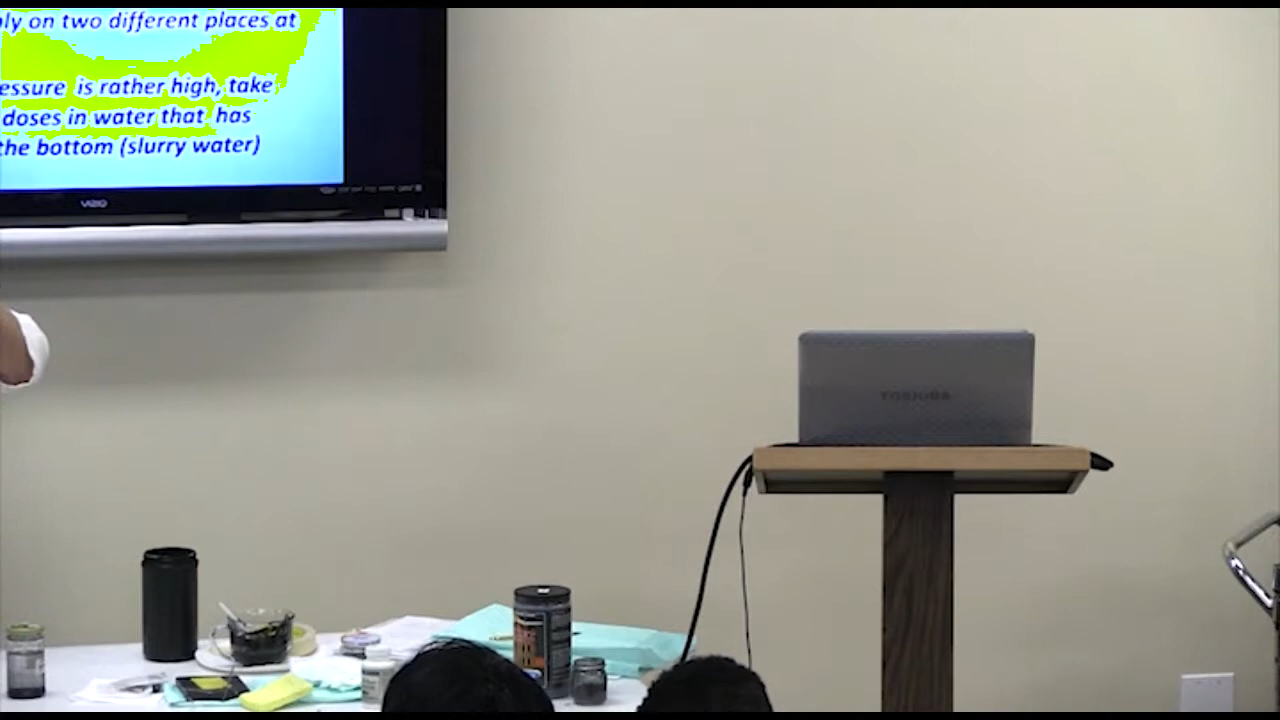 ly on two different places at
essure is rather high, take
doses in water that has
the bottom (slurry water)
VIZIO
TOSHIBA